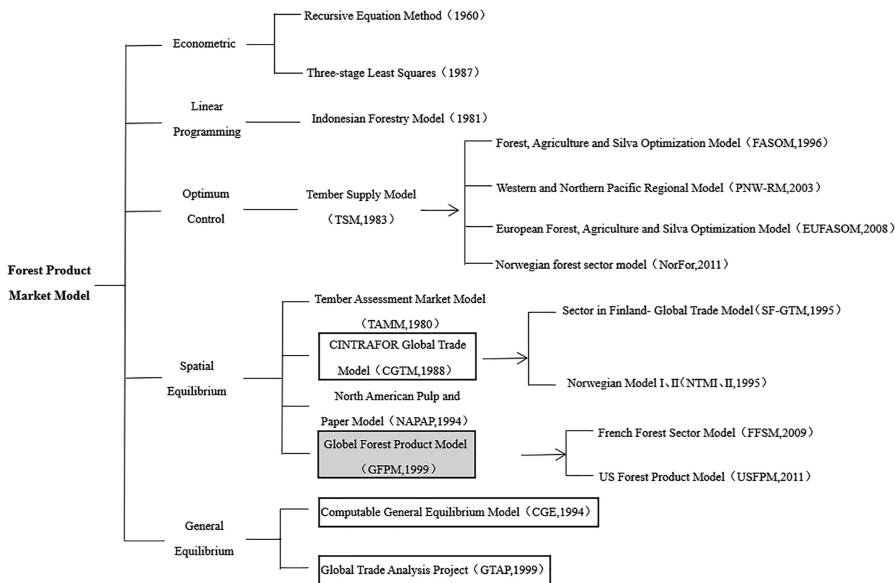 Forest Product
Market Model
Econometric
Recursive Equation Method（1960）
Three-stage Least Squares（1987）
Linear
Programming
Indonesian Forestry Model（1981）
Optimum
Control
Tember Supply Model
（TSM,1983）
Forest, Agriculture and Silva Optimization Model（FASOM,1996）
Western and Northern Pacific Regional Model（PNW-RM,2003）
European Forest, Agriculture and Silva Optimization Model（EUFASOM,2008）
Norwegian forest sector model（NorFor,2011）
Spatial
Equilibrium
Tember Assessment Market Model
（TAMM,1980）
CINTRAFOR Global Trade
Model（CGTM,1988）
Sector in Finland- Global Trade Model（SF-GTM,1995）
Norwegian Model I、II(NTMI、II,1995）
North American Pulp and
Paper Model（NAPAP,1994）
Globel Forest Product Model
（GFPM,1999）
French Forest Sector Model（FFSM,2009）
US Forest Product Model（USFPM,2011）
General
Equilibrium
Computable General Equilibrium Model（CGE,1994）
Global Trade Analysis Project（GTAP,1999）